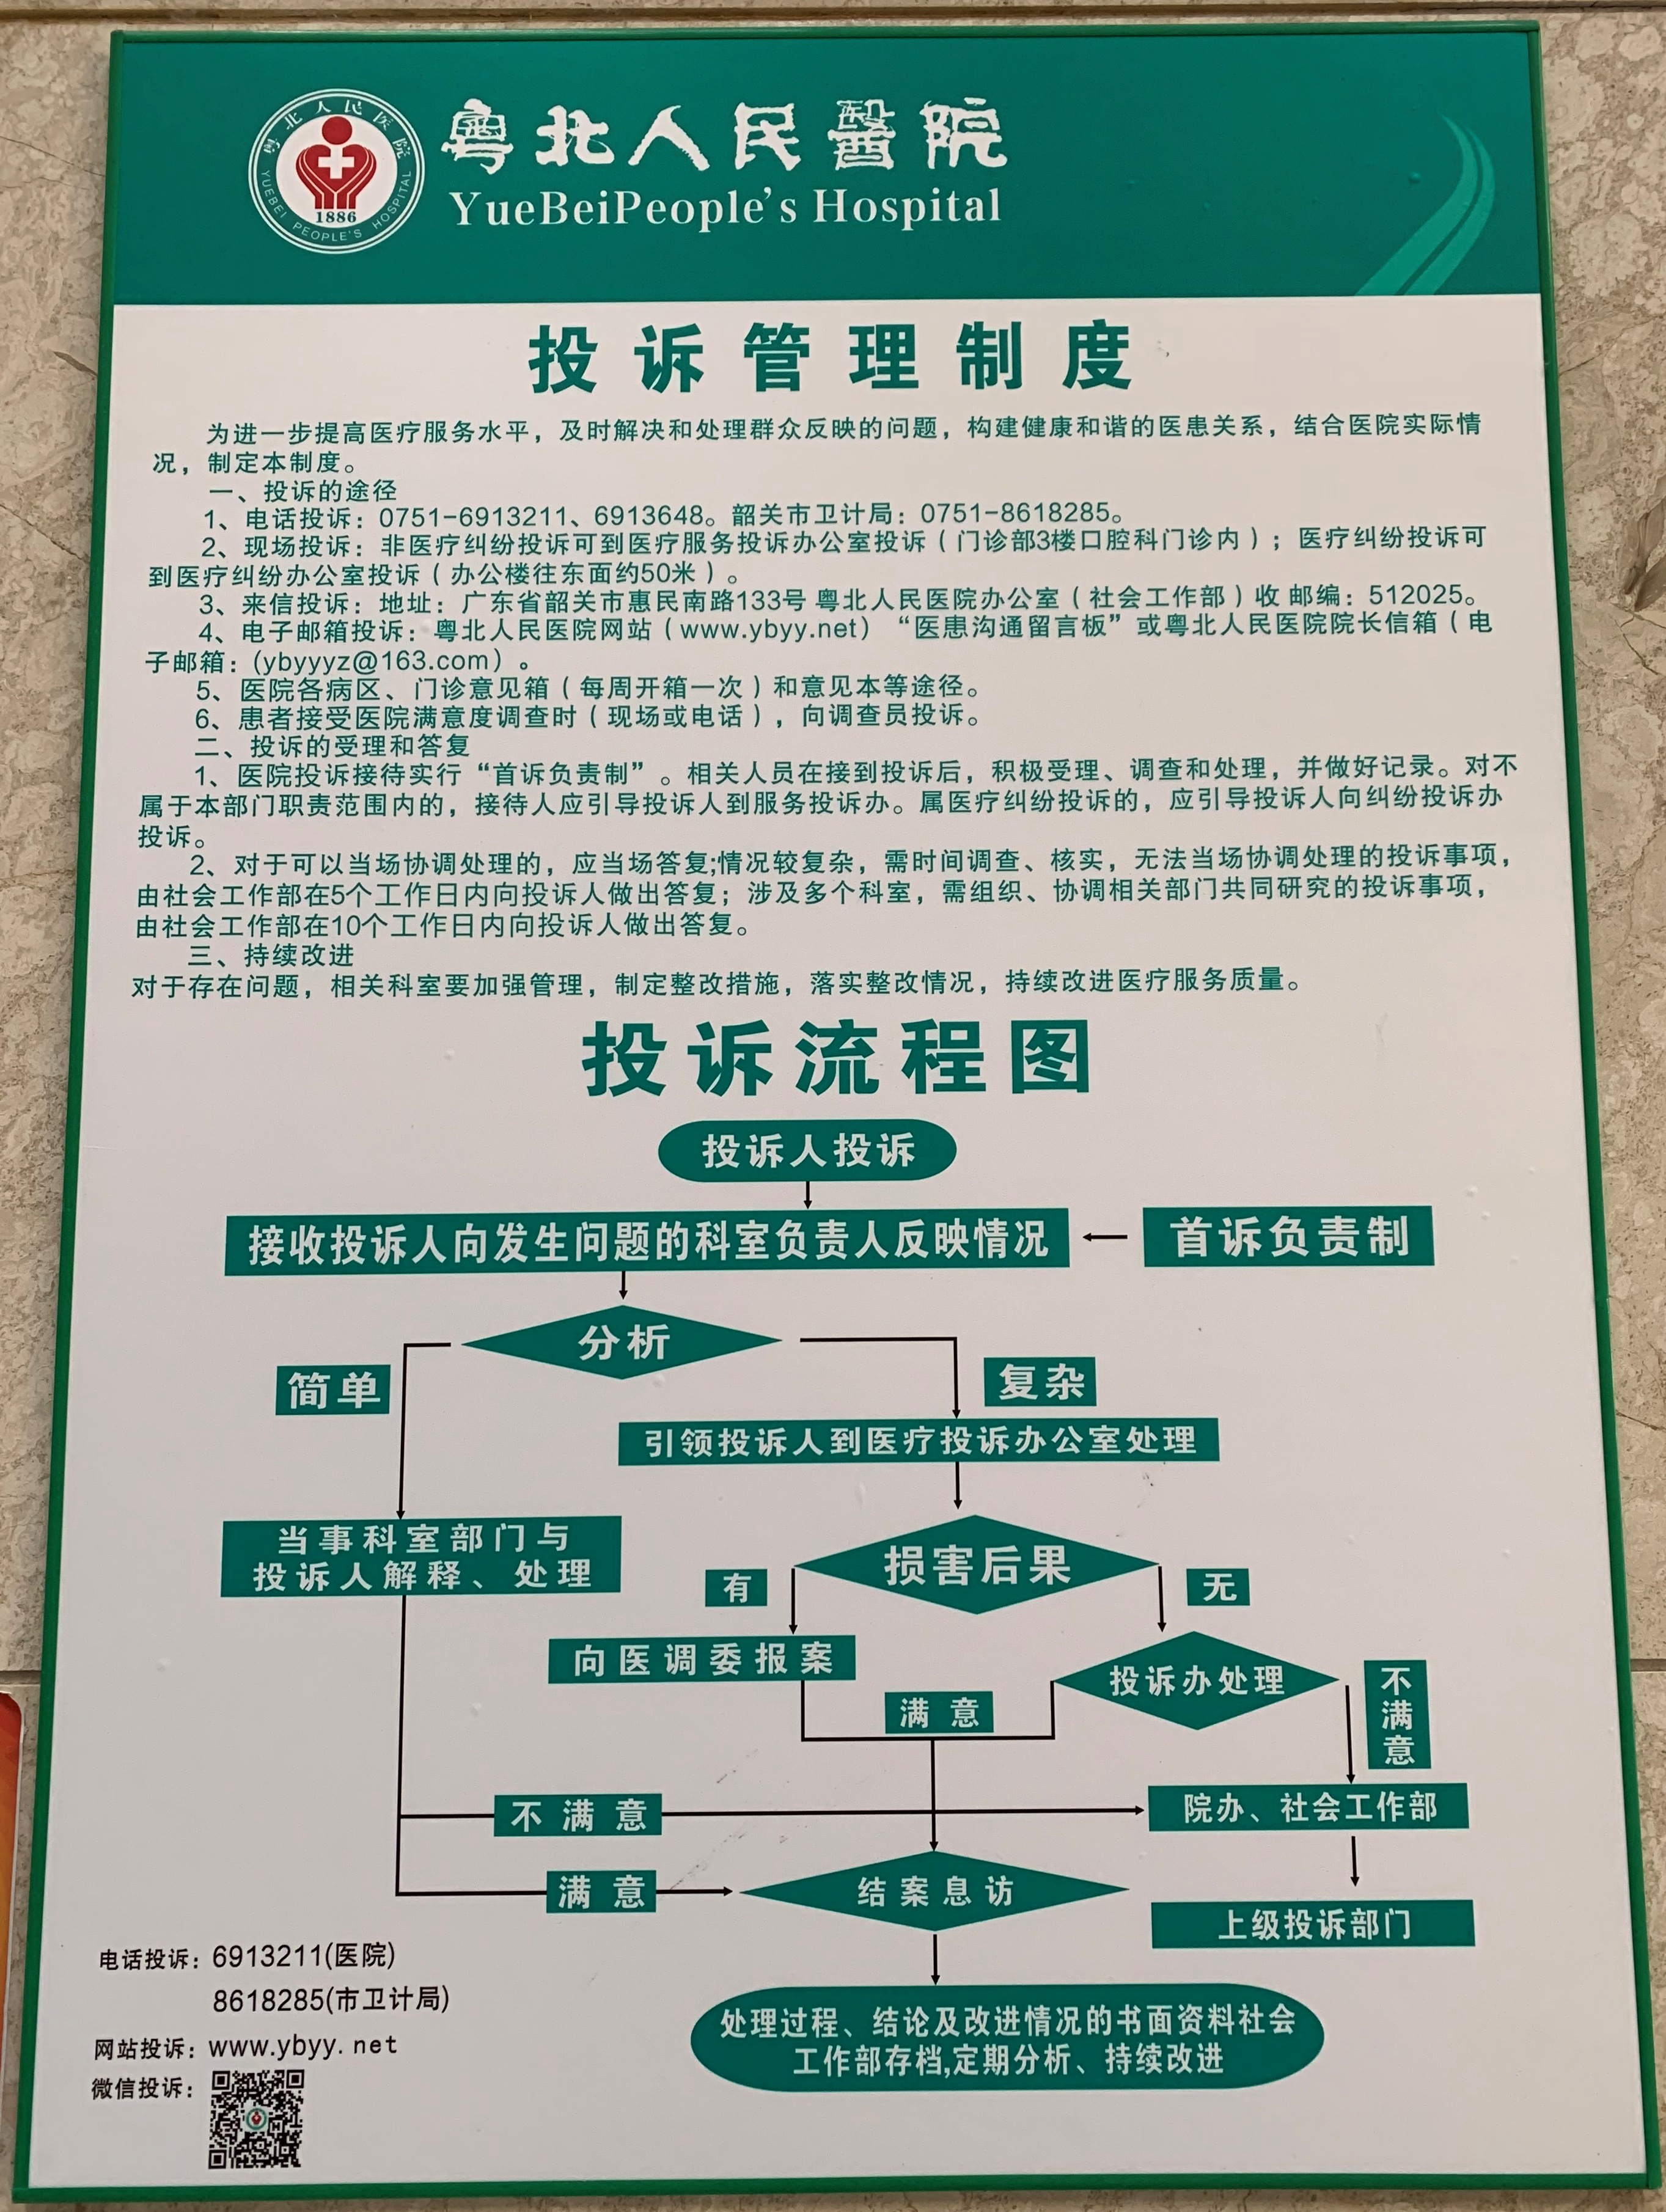 粤北人民医院
YUEBEI PEOPLE'S HOSPITAL
1886
粤北人民醫院
YueBeiPeople's Hospital
投诉管理制度
为进一步提高医疗服务水平，及时解决和处理群众反映的问题，构建健康和谐的医患关系，结合医院实际情
况，制定本制度。
一、投诉的途径
1、电话投诉：0751-6913211、6913648。韶关市卫计局：0751-8618285。
2、现场投诉：非医疗纠纷投诉可到医疗服务投诉办公室投诉（门诊部3楼口腔科门诊内）；医疗纠纷投诉可
到医疗纠纷办公室投诉（办公楼往东面约50米）。
3、来信投诉：地址：广东省韶关市惠民南路133号 粤北人民医院办公室（社会工作部）收 邮编：512025。
4、电子邮箱投诉：粤北人民医院网站（www.ybyy.net）“医患沟通留言板”或粤北人民医院院长信箱（电
子邮箱：(ybyyyz@163.com）。
5、医院各病区、门诊意见箱（每周开箱一次）和意见本等途径。
6、患者接受医院满意度调查时（现场或电话），向调查员投诉。
二、投诉的受理和答复
1、医院投诉接待实行“首诉负责制”。相关人员在接到投诉后，积极受理、调查和处理，并做好记录。对不
属于本部门职责范围内的，接待人应引导投诉人到服务投诉办。属医疗纠纷投诉的，应引导投诉人向纠纷投诉办
投诉。
2、对于可以当场协调处理的，应当场答复;情况较复杂，需时间调查、核实，无法当场协调处理的投诉事项，
由社会工作部在5个工作日内向投诉人做出答复；涉及多个科室，需组织、协调相关部门共同研究的投诉事项，
由社会工作部在10个工作日内向投诉人做出答复。
三、持续改进
对于存在问题，相关科室要加强管理，制定整改措施，落实整改情况，持续改进医疗服务质量。
投诉流程图
投诉人投诉
接收投诉人向发生问题的科室负责人反映情况
首诉负责制
分析
简单
复杂
引领投诉人到医疗投诉办公室处理
当事科室部门与
投诉人解释、处理
损害后果
有
无
向医调委报案
投诉办处理
不满意
满意
院办、社会工作部
不满意
满意
结案息访
上级投诉部门
电话投诉：6913211(医院)
8618285(市卫计局)
网站投诉：www.ybyy.net
微信投诉：
处理过程、结论及改进情况的书面资料社会
工作部存档,定期分析、持续改进